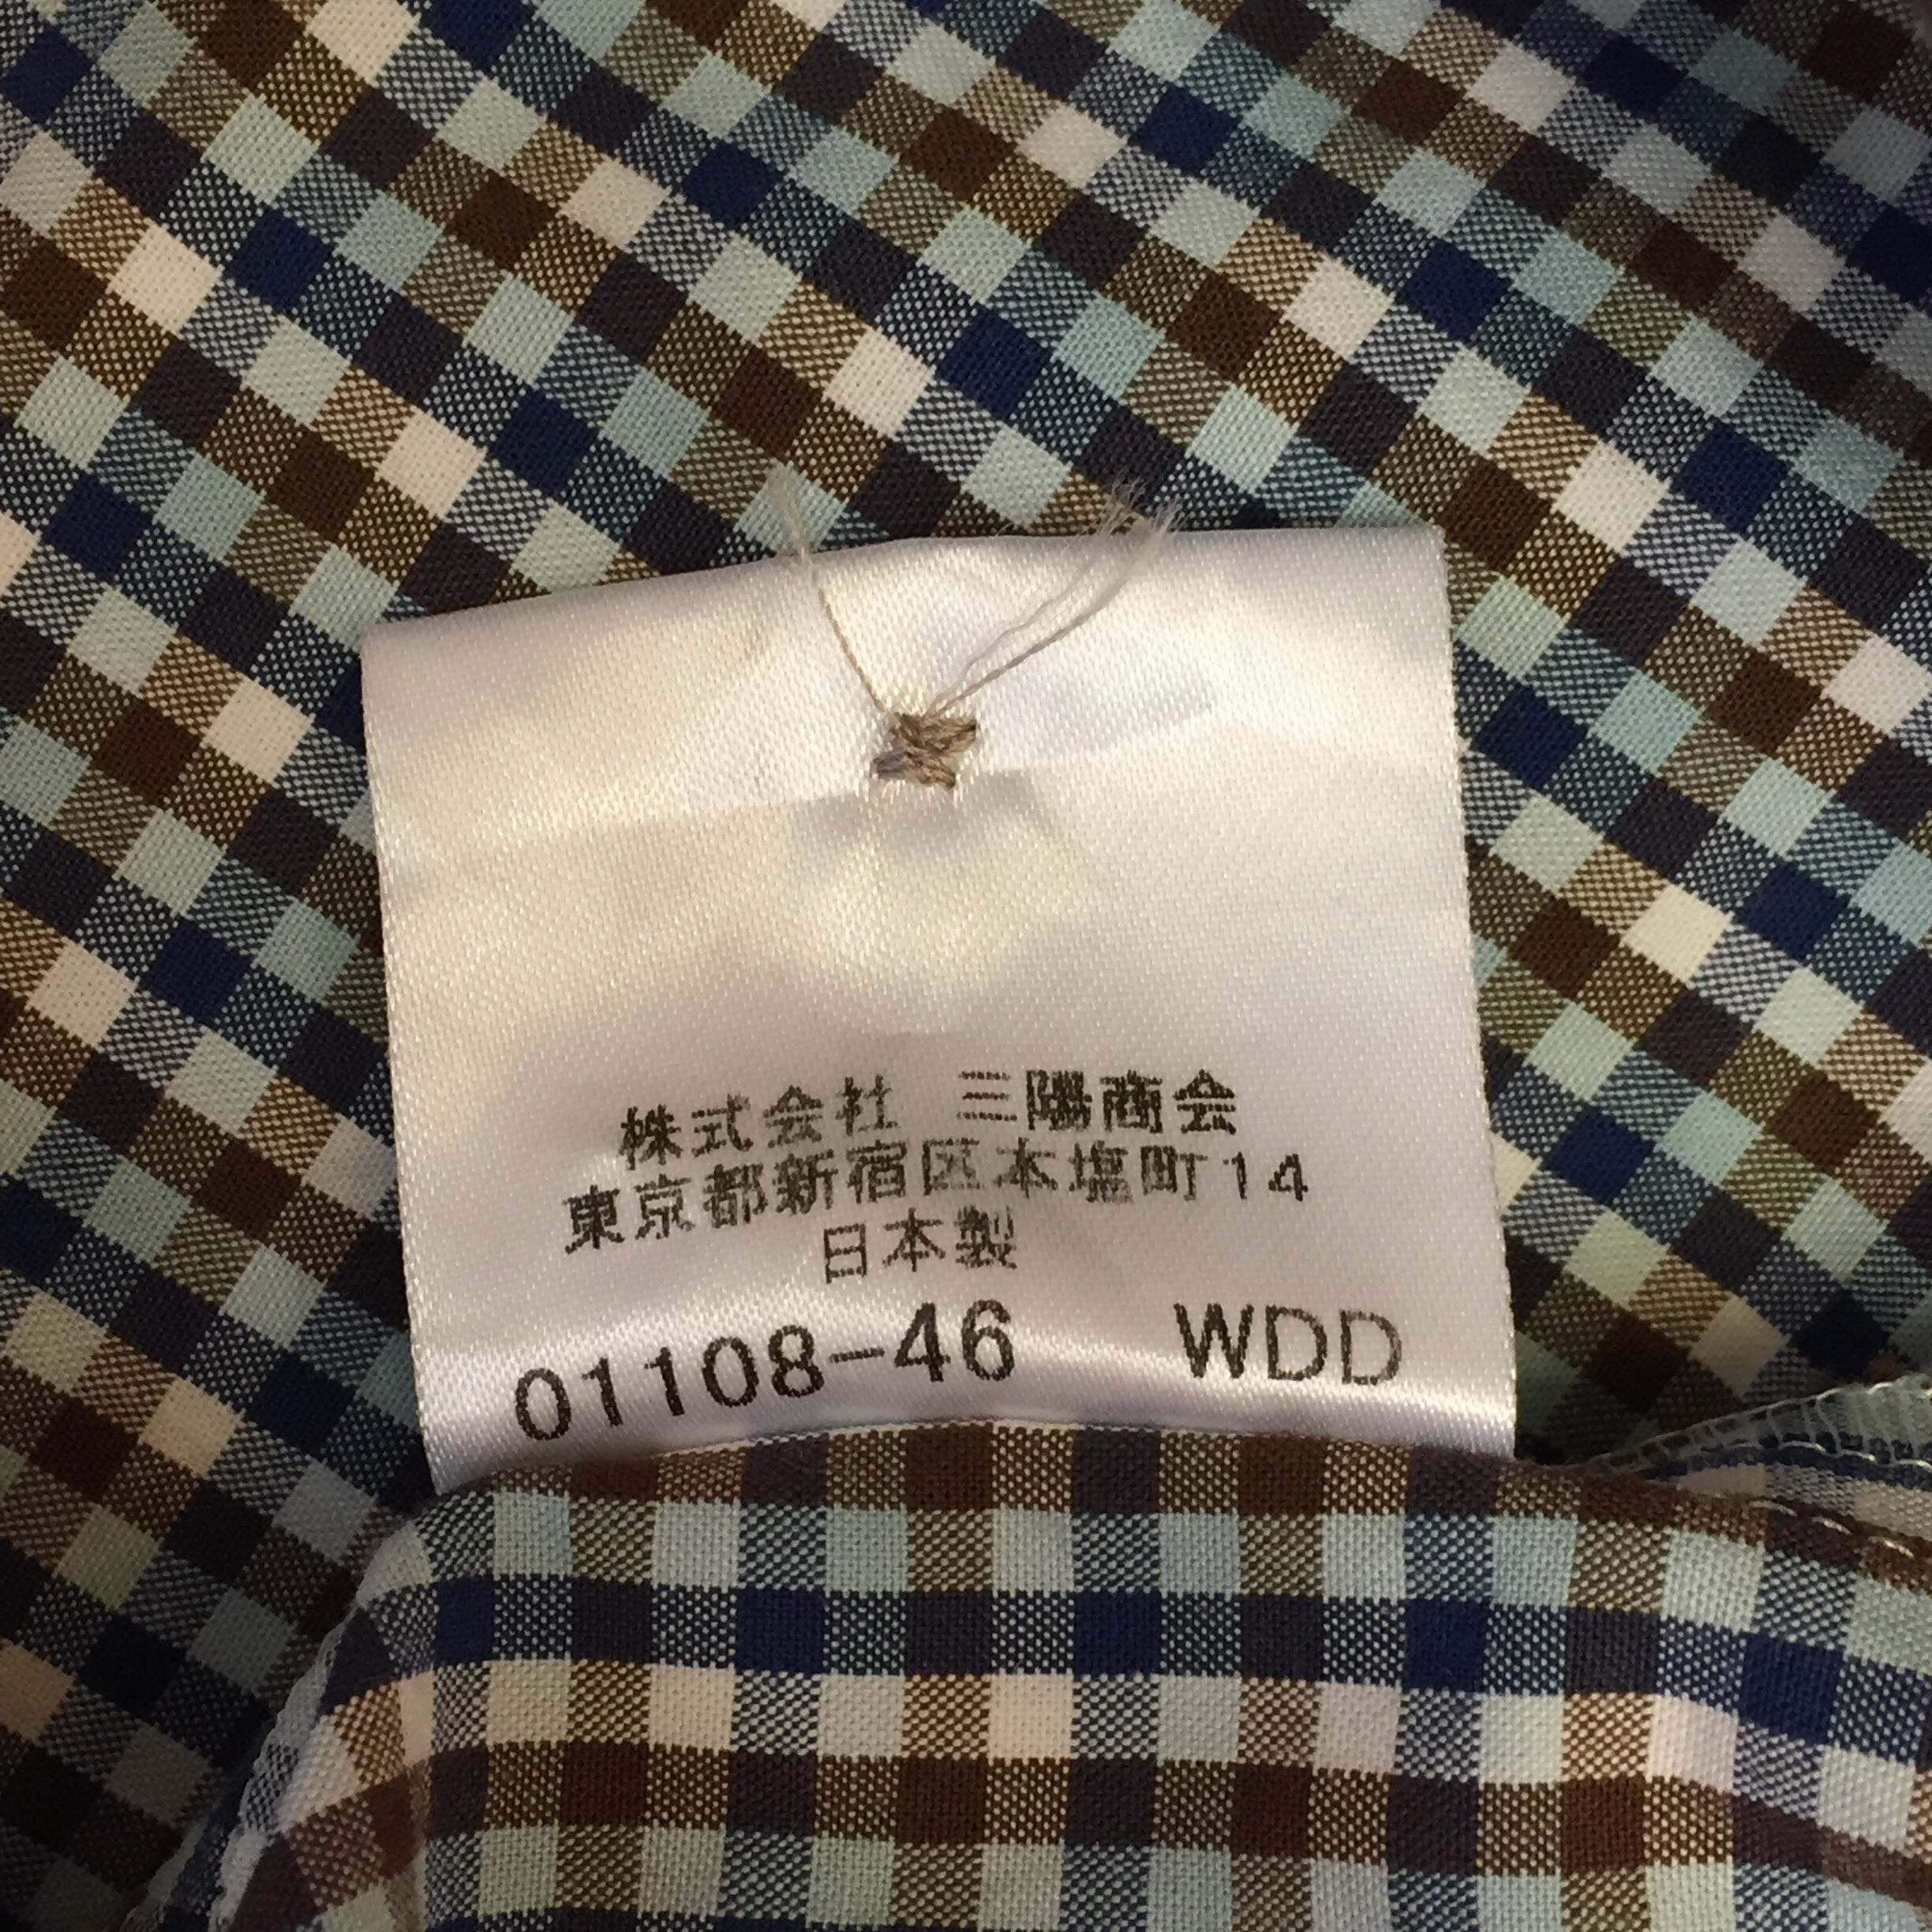 株式会社 三陽商会
東京都新宿区本塩町14
日本製
01108-46 WDD